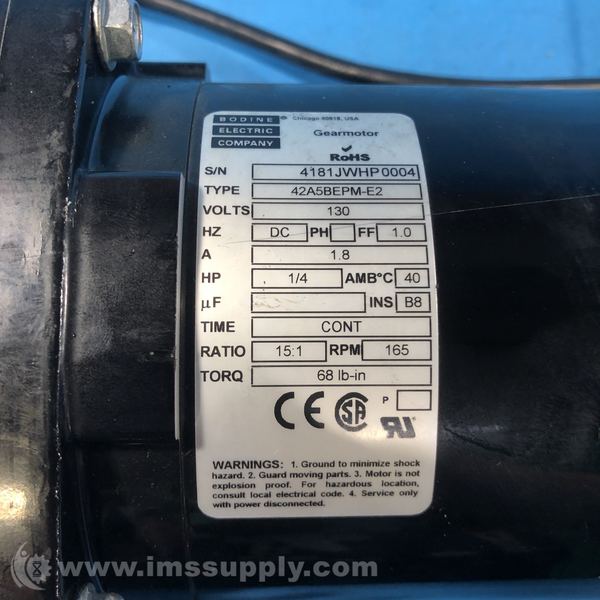 BODINE ® Chicago 60618, USA
ELECTRIC Gearmotor
COMPANY RoHS
S/N 4181JWHP0004
TYPE 42A5BEPM-E2
VOLTS 130
HZ DC PH FF 1.0
A 1.8
HP 1/4 AMB°C 40
µF INS B8
TIME CONT
RATIO 15:1 RPM 165
TORQ 68 lb-in
CE SA P
RU
WARNINGS: 1. Ground to minimize shock
hazard. 2. Guard moving parts. 3. Motor is not
explosion proof. For hazardous location,
consult local electrical code. 4. Service only
with power disconnected.
www.imssupply.com